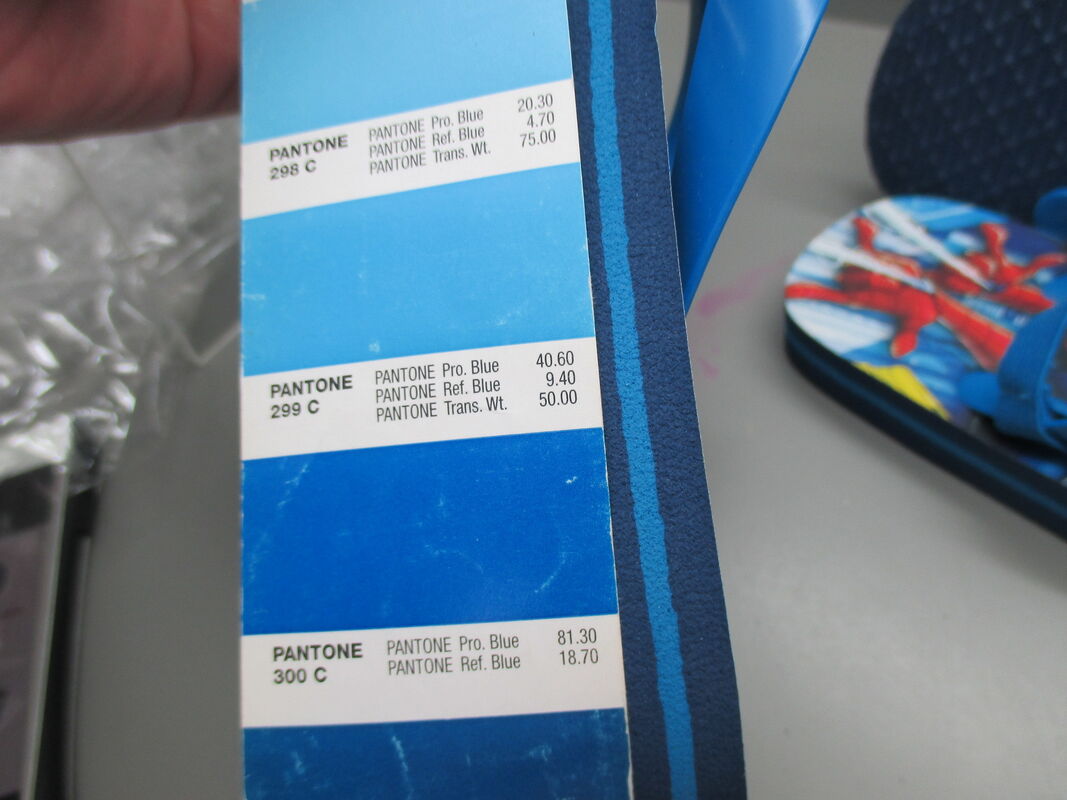 PANTONE
298 C
PANTONE Pro. Blue 20.30
PANTONE Ref. Blue 4.70
PANTONE Trans. Wt. 75.00
PANTONE
299 C
PANTONE Pro. Blue 40.60
PANTONE Ref. Blue 9.40
PANTONE Trans. Wt. 50.00
PANTONE
300 C
PANTONE Pro. Blue 81.30
PANTONE Ref. Blue 18.70